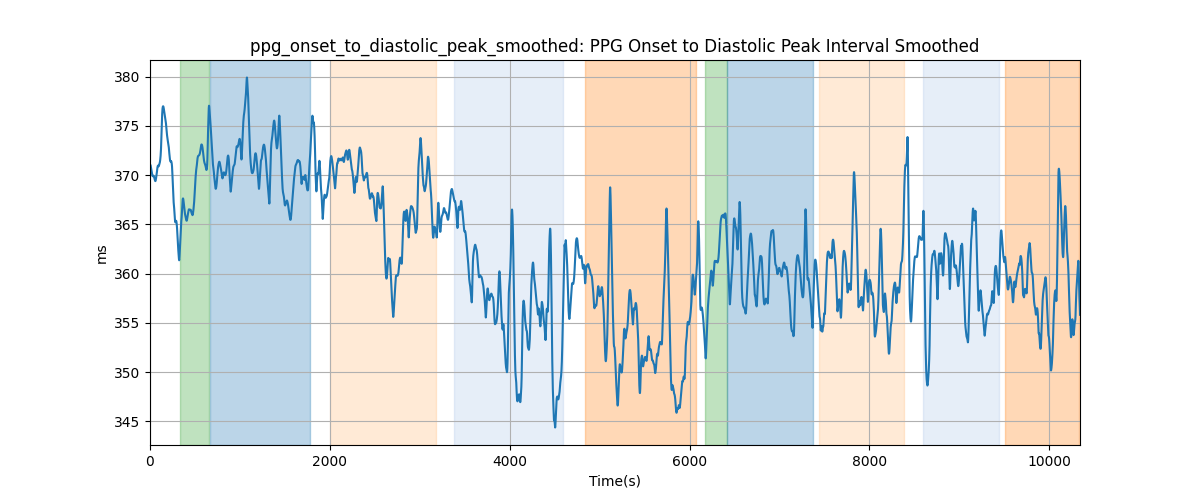 ppg_onset_to_diastolic_peak_smoothed: PPG Onset to Diastolic Peak Interval Smoothed
380
375
370
365
360
355
350
345
ms
0 2000 4000 6000 8000 10000
Time(s)